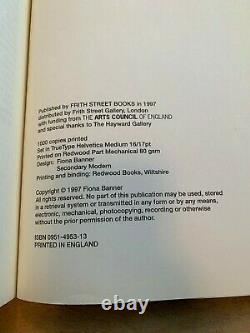 Published by FRITH STREET BOOKS in 1997
distributed by Frith Street Gallery, London
with funding from THE ARTS COUNCIL OF ENGLAND
and special thanks to The Hayward Gallery
1000 copies printed
Set in TrueType Helvetica Medium 16/17pt
Printed on Redwood Part Mechanical 80 gsm
Design: Fiona Banner
Secondary Modern
Printing and binding: Redwood Books, Wiltshire
Copyright © 1997 Fiona Banner
All rights reserved. No part of this publication may be used, stored
in a retrieval system or transmitted in any form or by any means,
electronic, mechanical, photocopying, recording or otherwise
without prior permission of the author.
ISBN 0951-4953-13
PRINTED IN ENGLAND
th-uk.com